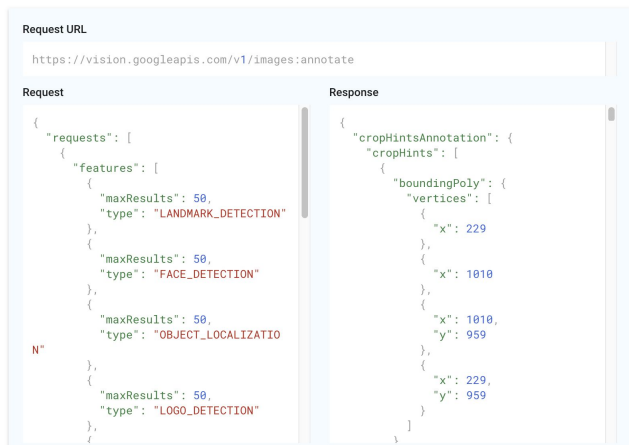 Request URL
https://vision.googleapis.com/v1/images:annotate
Request
{
"requests": [
{
"features": [
{
"maxResults": 50,
"type": "LANDMARK_DETECTION"
},
{
"maxResults": 50,
"type": "FACE_DETECTION"
},
{
"maxResults": 50,
"type": "OBJECT_LOCALIZATIO
N"
},
{
"maxResults": 50,
"type": "LOGO_DETECTION"
},
{
Response
{
"cropHintsAnnotation": {
"cropHints": [
{
"boundingPoly": {
"vertices": [
{
"x": 229
},
{
"x": 1010
},
{
"x": 1010,
"y": 959
},
{
"x": 229,
"y": 959
}
]
}